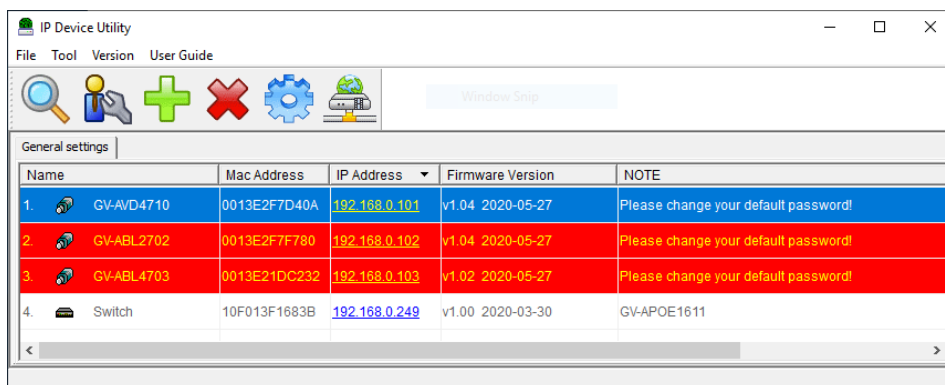 IP Device Utility
File Tool Version User Guide
Window Snip
General settings
Name Mac Address IP Address Firmware Version NOTE
1. GV-AVD4710 0013E2F7D40A 192.168.0.101 v1.04 2020-05-27 Please change your default password!
2. GV-ABL2702 0013E2F7F780 192.168.0.102 v1.04 2020-05-27 Please change your default password!
3. GV-ABL4703 0013E21DC232 192.168.0.103 v1.02 2020-05-27 Please change your default password!
4. Switch 10F013F1683B 192.168.0.249 v1.00 2020-03-30 GV-APOE1611